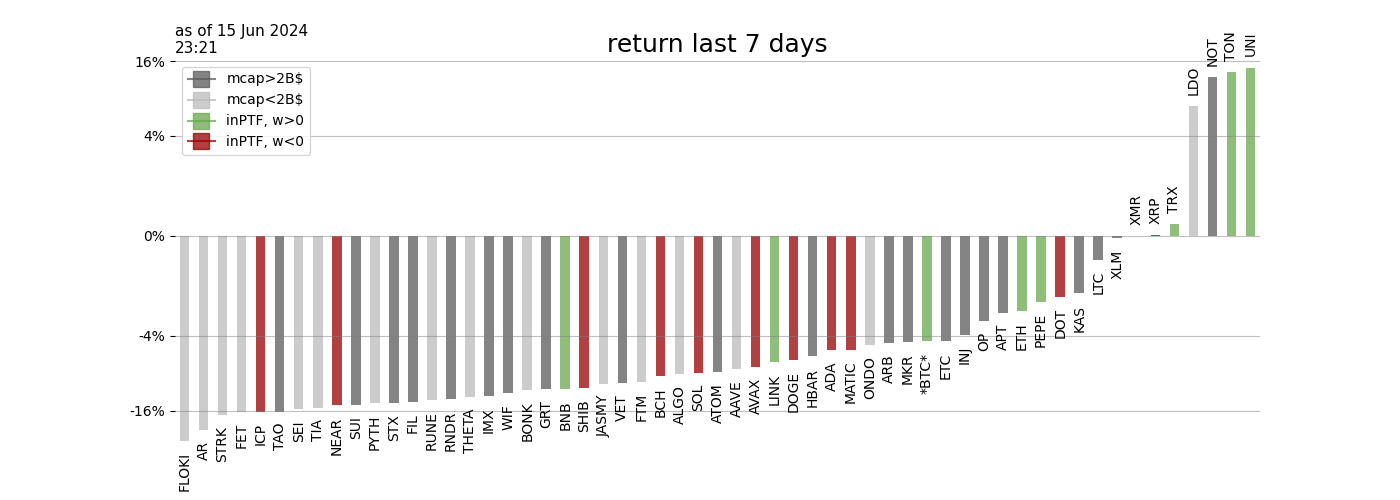 as of 15 Jun 2024
23:21
return last 7 days
16%
4%
0%
-4%
-16%
mcap>2B$
mcap<2B$
inPTF, w>0
inPTF, w<0
FLOKI
AR
STRK
FET
ICP
TAO
SEI
TIA
NEAR
SUI
PYTH
STX
FIL
RUNE
RNDR
THETA
IMX
WIF
BONK
GRT
BNB
SHIB
JASMY
VET
FTM
BCH
ALGO
SOL
ATOM
AAVE
AVAX
LINK
DOGE
HBAR
ADA
MATIC
ONDO
ARB
MKR
*BTC*
ETC
INJ
OP
APT
ETH
PEPE
DOT
KAS
LTC
XLM
XMR
XRP
TRX
LDO
NOT
TON
UNI